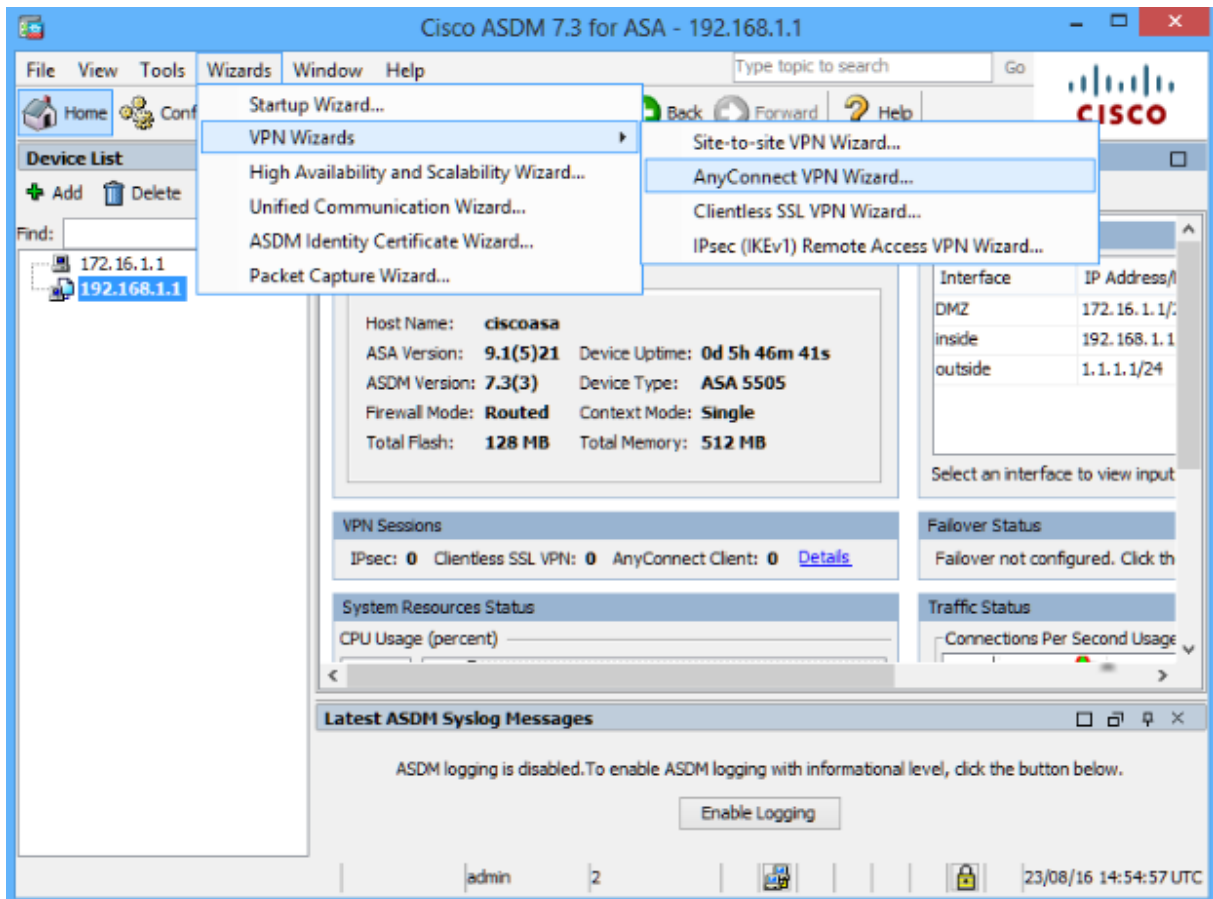 Cisco ASDM 7.3 for ASA - 192.168.1.1
File View Tools Wizards Window Help
Type topic to search Go
Home Conf
Back Forward Help
CISCO
Startup Wizard...
VPN Wizards
High Availability and Scalability Wizard...
Unified Communication Wizard...
ASDM Identity Certificate Wizard...
Packet Capture Wizard...
Site-to-site VPN Wizard...
AnyConnect VPN Wizard...
Clientless SSL VPN Wizard...
IPsec (IKEv1) Remote Access VPN Wizard...
Device List
Add Delete
Find:
172.16.1.1
192.168.1.1
Host Name: ciscoasa
ASA Version: 9.1(5)21 Device Uptime: 0d 5h 46m 41s
ASDM Version: 7.3(3) Device Type: ASA 5505
Firewall Mode: Routed Context Mode: Single
Total Flash: 128 MB Total Memory: 512 MB
Interface IP Address/
DMZ 172.16.1.1/
inside 192.168.1.1
outside 1.1.1.1/24
Select an interface to view input
VPN Sessions
IPsec: 0 Clientless SSL VPN: 0 AnyConnect Client: 0 Details
Failover Status
Failover not configured. Click th
System Resources Status
CPU Usage (percent)
Traffic Status
Connections Per Second Usage
Latest ASDM Syslog Messages
ASDM logging is disabled.To enable ASDM logging with informational level, click the button below.
Enable Logging
admin 2 23/08/16 14:54:57 UTC